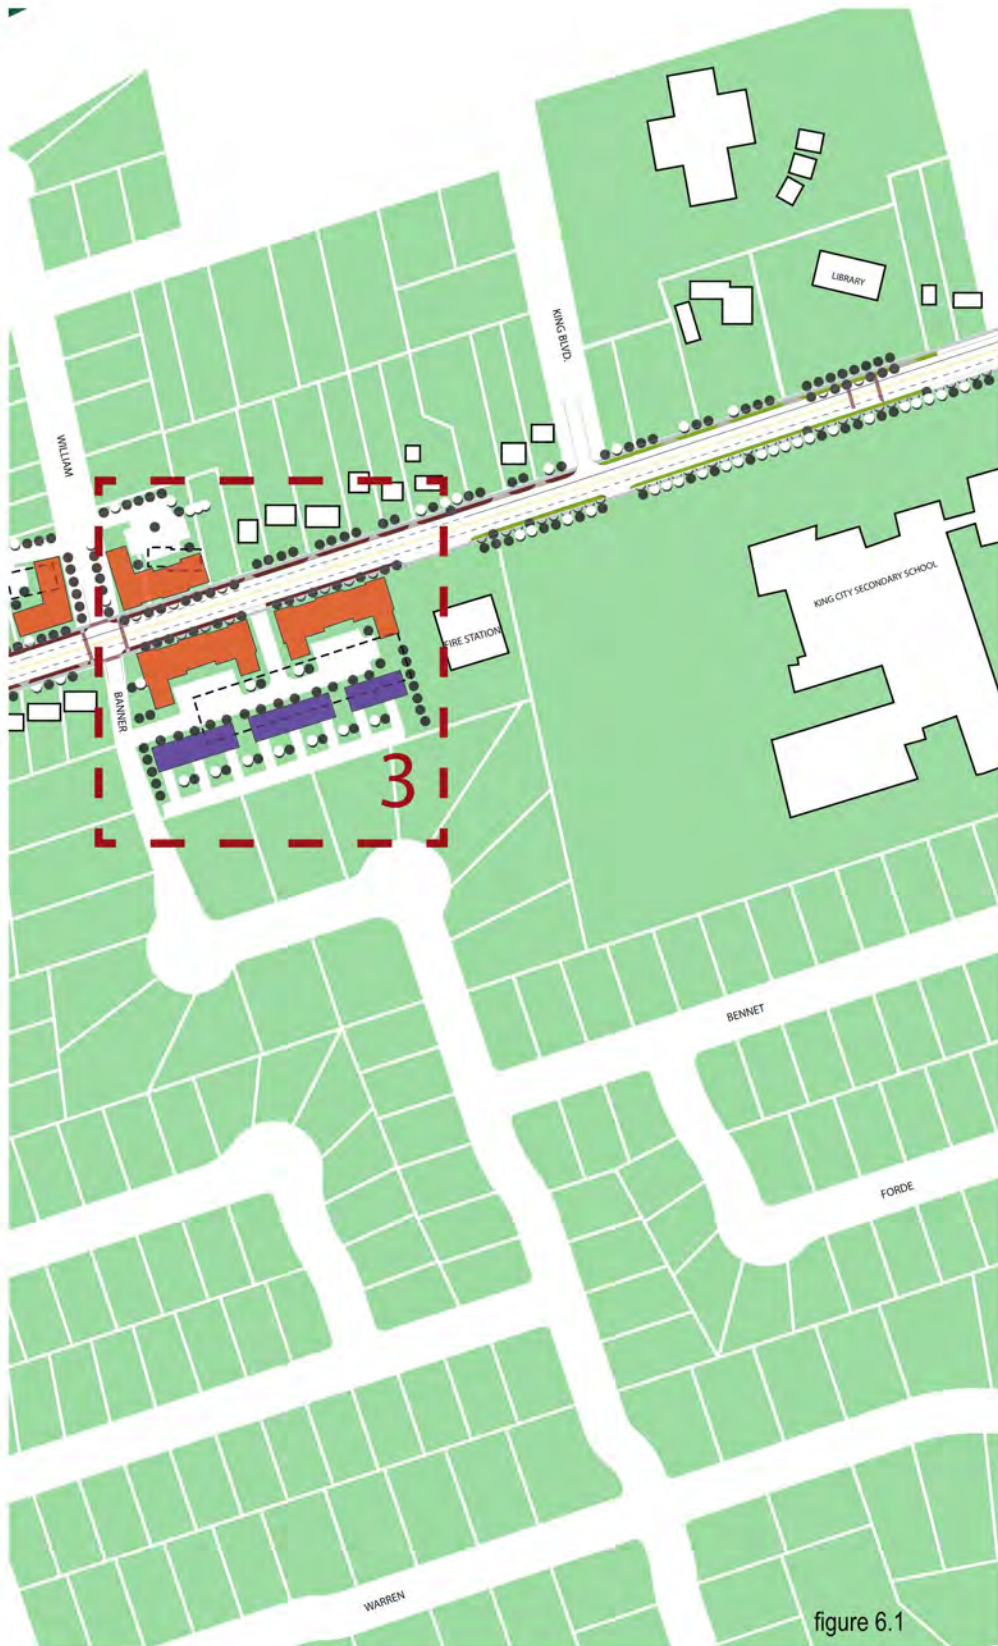 LIBRARY
KING BLVD.
WILLIAM
KING CITY SECONDARY SCHOOL
FIRE STATION
BANNER
3
BENNET
FORDE
WARREN
figure 6.1